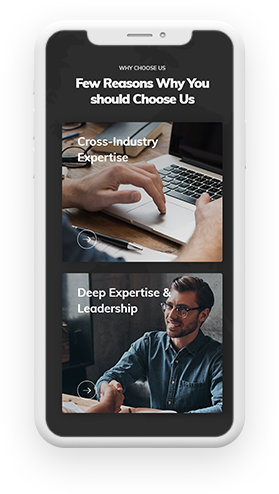 WHY CHOOSE US
Few Reasons Why You
should Choose Us
Cross-Industry
Expertise
Deep Expertise &
Leadership